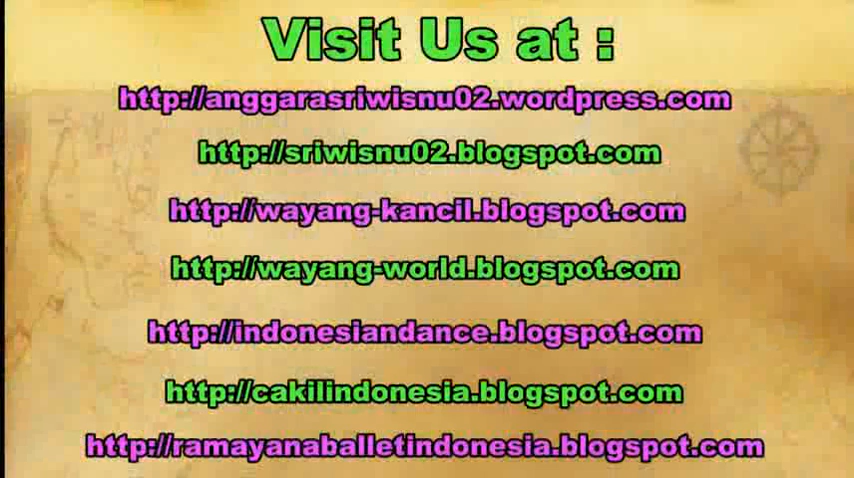 Visit Us at :
http://anggarasriwisnu02.wordpress.com
http://sriwisnu02.blogspot.com
http://wayang-kancil.blogspot.com
http://wayang-world.blogspot.com
http://indonesiandance.blogspot.com
http://cakilindonesia.blogspot.com
http://ramayanaballetindonesia.blogspot.com